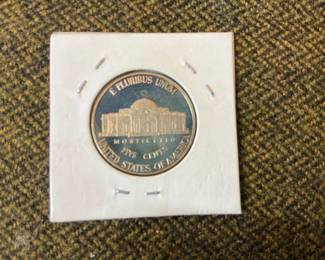 E PLURIBUS UNUM
MONTICELLO
FIVE CENTS
UNITED STATES OF AMERICA